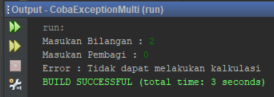 Output - CobaExceptionMulti (run)
run:
Masukan Bilangan : 2
Masukan Pembagi : 0
Error : Tidak dapat melakukan kalkulasi
BUILD SUCCESSFUL (total time: 3 seconds)